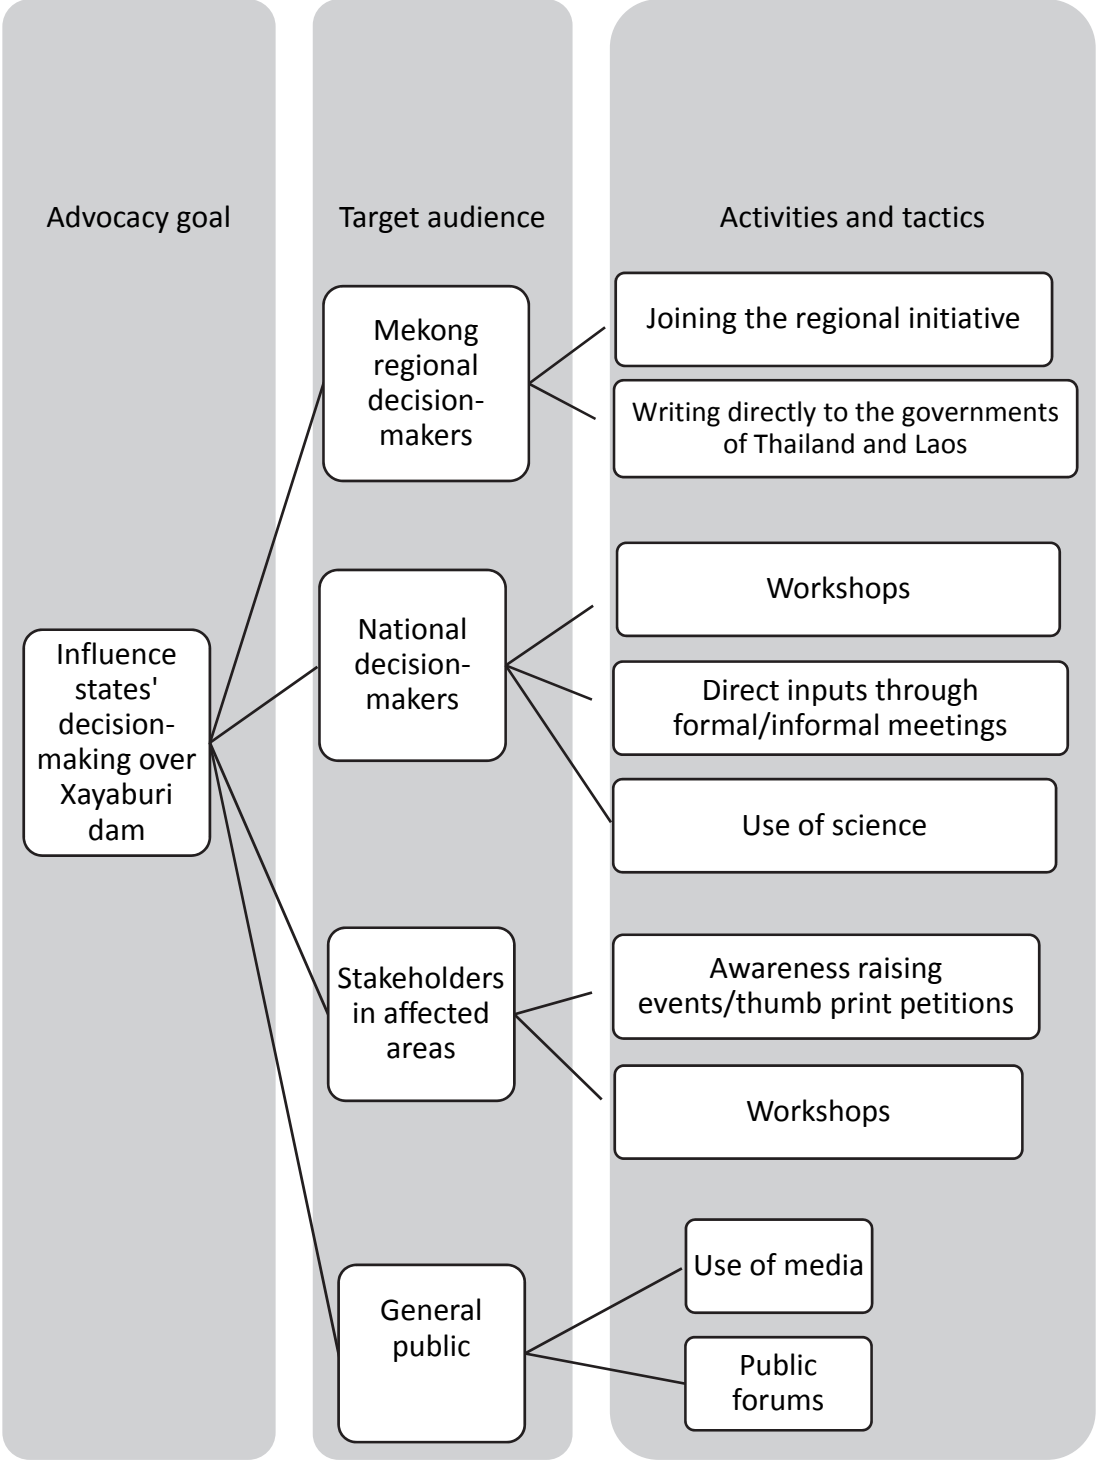 Advocacy goal
Target audience
Activities and tactics
Influence
states'
decision-
making over
Xayaburi
dam
Mekong
regional
decision-
makers
Joining the regional initiative
Writing directly to the governments
of Thailand and Laos
National
decision-
makers
Workshops
Direct inputs through
formal/informal meetings
Use of science
Stakeholders
in affected
areas
Awareness raising
events/thumb print petitions
Workshops
General
public
Use of media
Public
forums